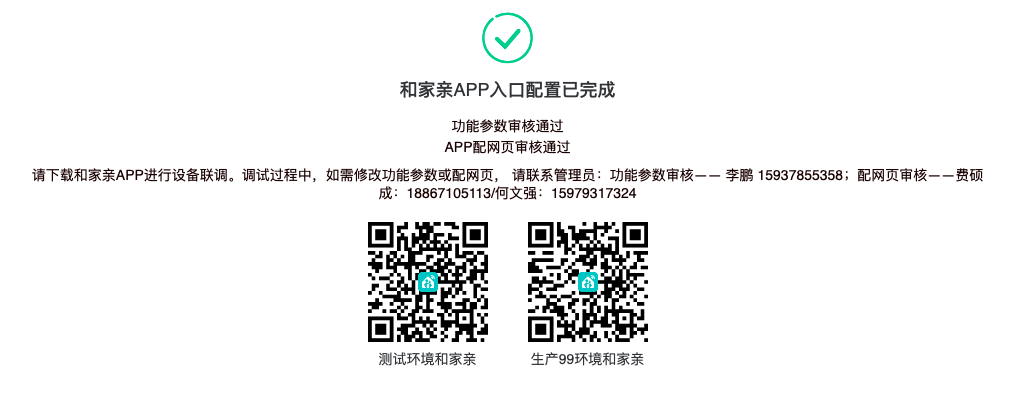 和家亲APP入口配置已完成
功能参数审核通过
APP配网页审核通过
请下载和家亲APP进行设备联调。调试过程中，如需修改功能参数或配网页， 请联系管理员：功能参数审核—— 李鹏 15937855358；配网页审核——费硕
成：18867105113/何文强：15979317324
测试环境和家亲
生产99环境和家亲